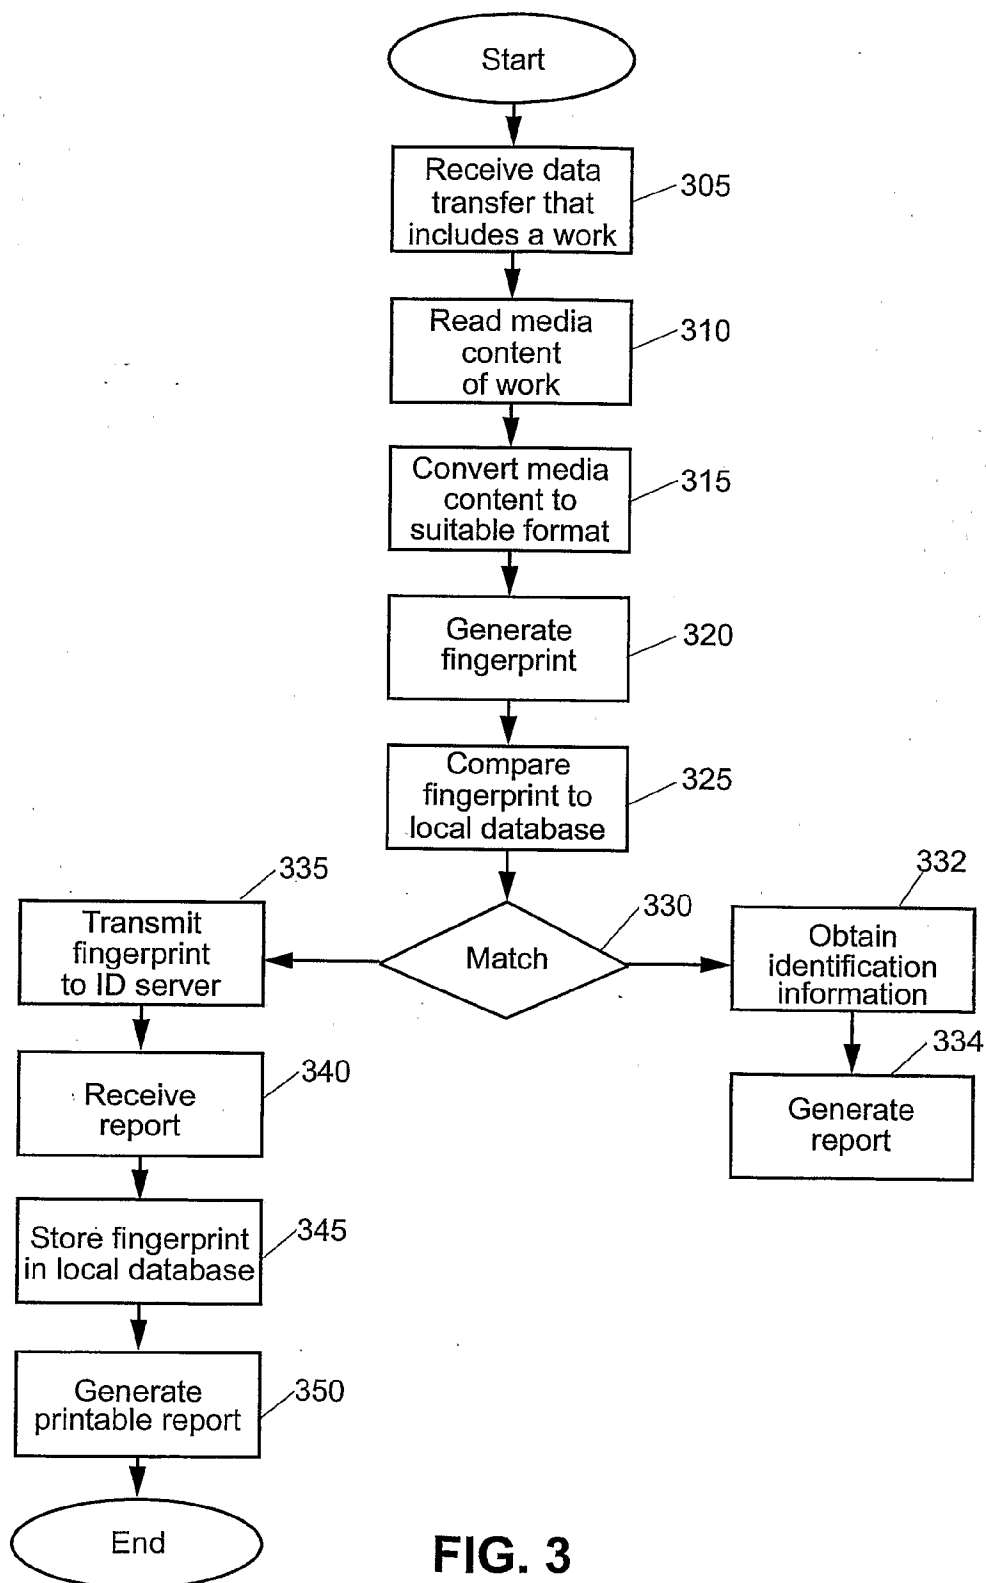 Start
Receive data
transfer that
includes a work
305
Read media
content
of work
310
Convert media
content to
suitable format
315
Generate
fingerprint
320
Compare
fingerprint to
local database
325
Match
330
332
Obtain
identification
information
334
Generate
report
335
Transmit
fingerprint
to ID server
Receive
report
340
Store fingerprint
in local database
345
Generate
printable report
350
End
FIG. 3